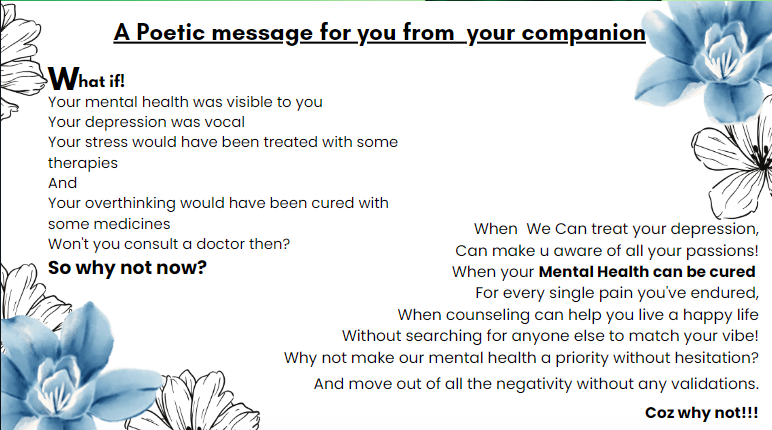 A Poetic message for you from your companion
What if!
Your mental health was visible to you
Your depression was vocal
Your stress would have been treated with some
therapies
And
Your overthinking would have been cured with
some medicines
Won't you consult a doctor then?
So why not now?
When We Can treat your depression,
Can make u aware of all your passions!
When your Mental Health can be cured
For every single pain you've endured,
When counseling can help you live a happy life
Without searching for anyone else to match your vibe!
Why not make our mental health a priority without hesitation?
And move out of all the negativity without any validations.
Coz why not!!!